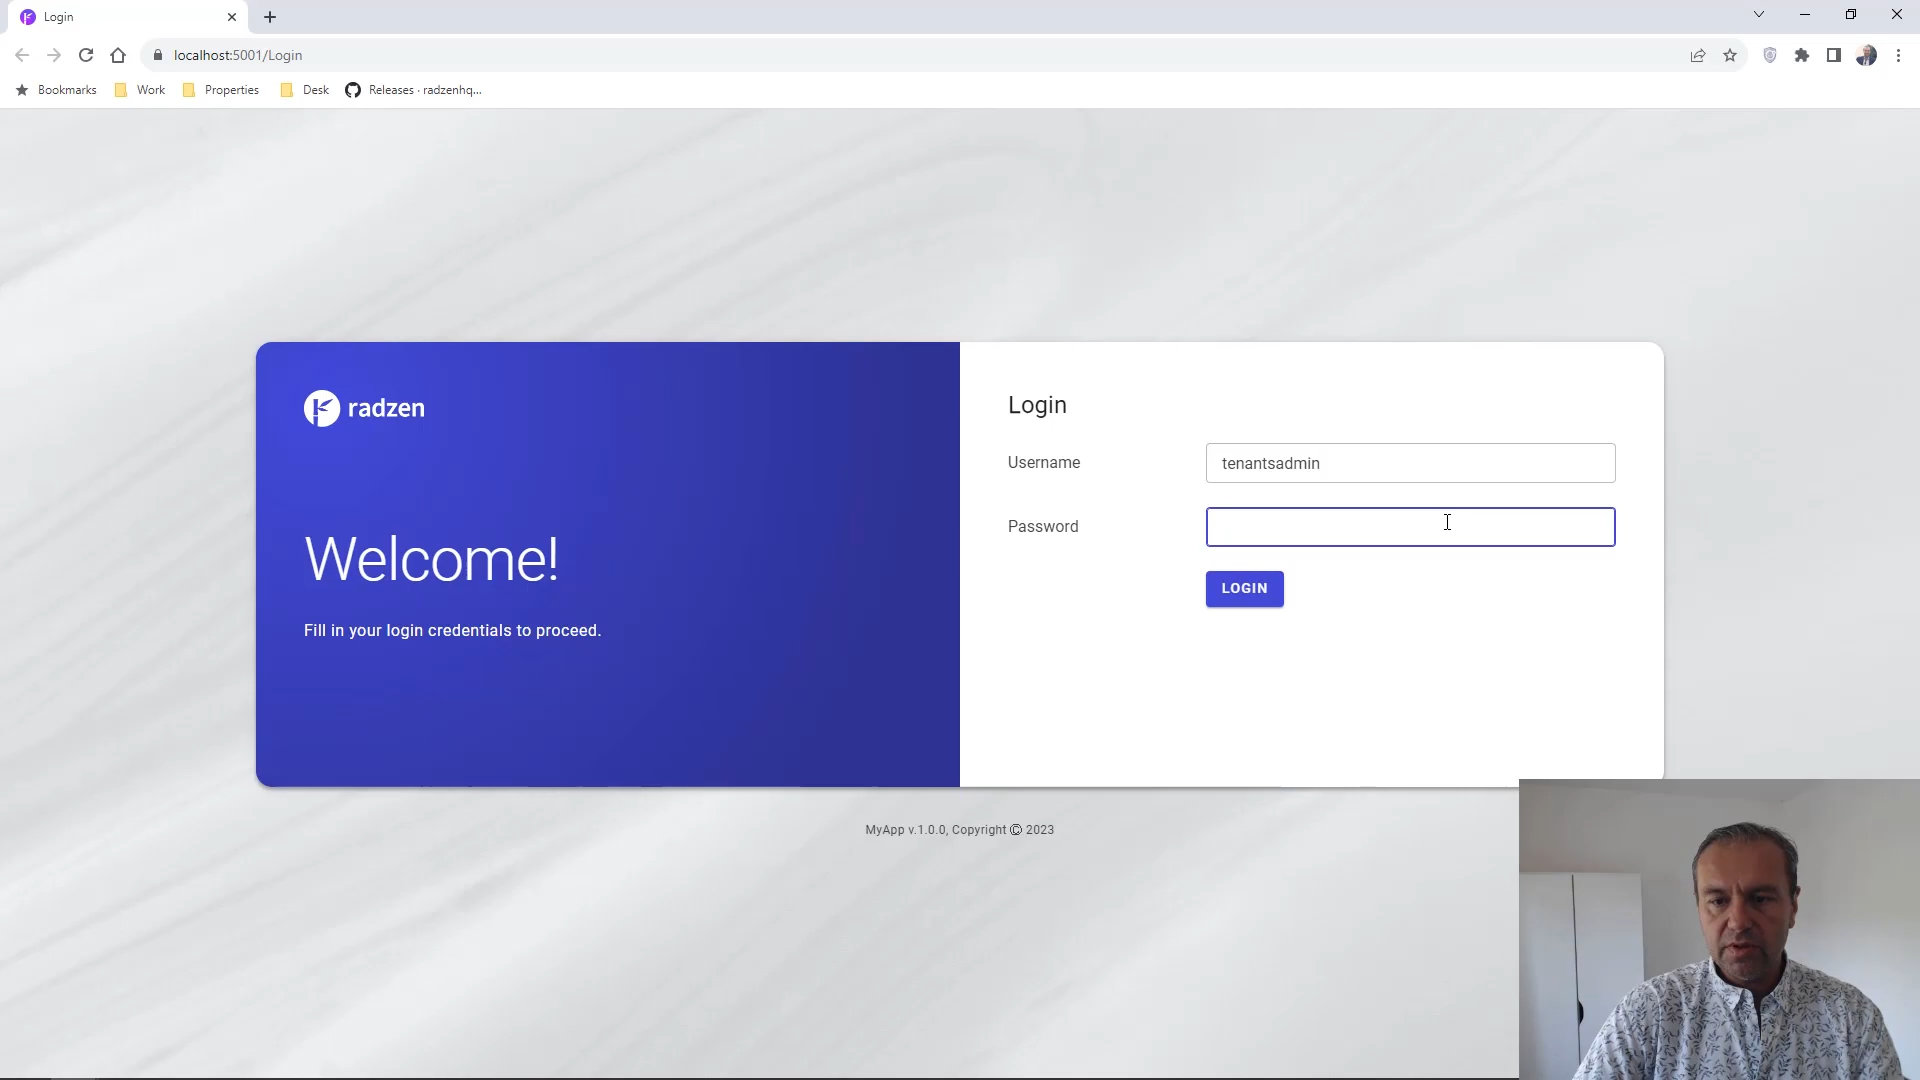 Login
localhost:5001/Login
Bookmarks Work Properties Desk Releases · radzenhq...
radzen
Welcome!
Fill in your login credentials to proceed.
Login
Username
tenantsadmin
Password
LOGIN
MyApp v.1.0.0, Copyright © 2023